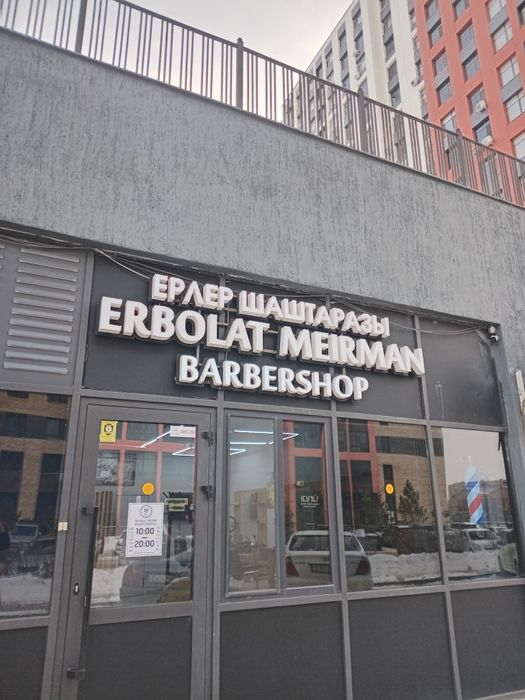 ЕРЛЕР ШАШТАРАЗЫ
ERBOLAT MEIRMAN
BARBERSHOP
10:00
20:00